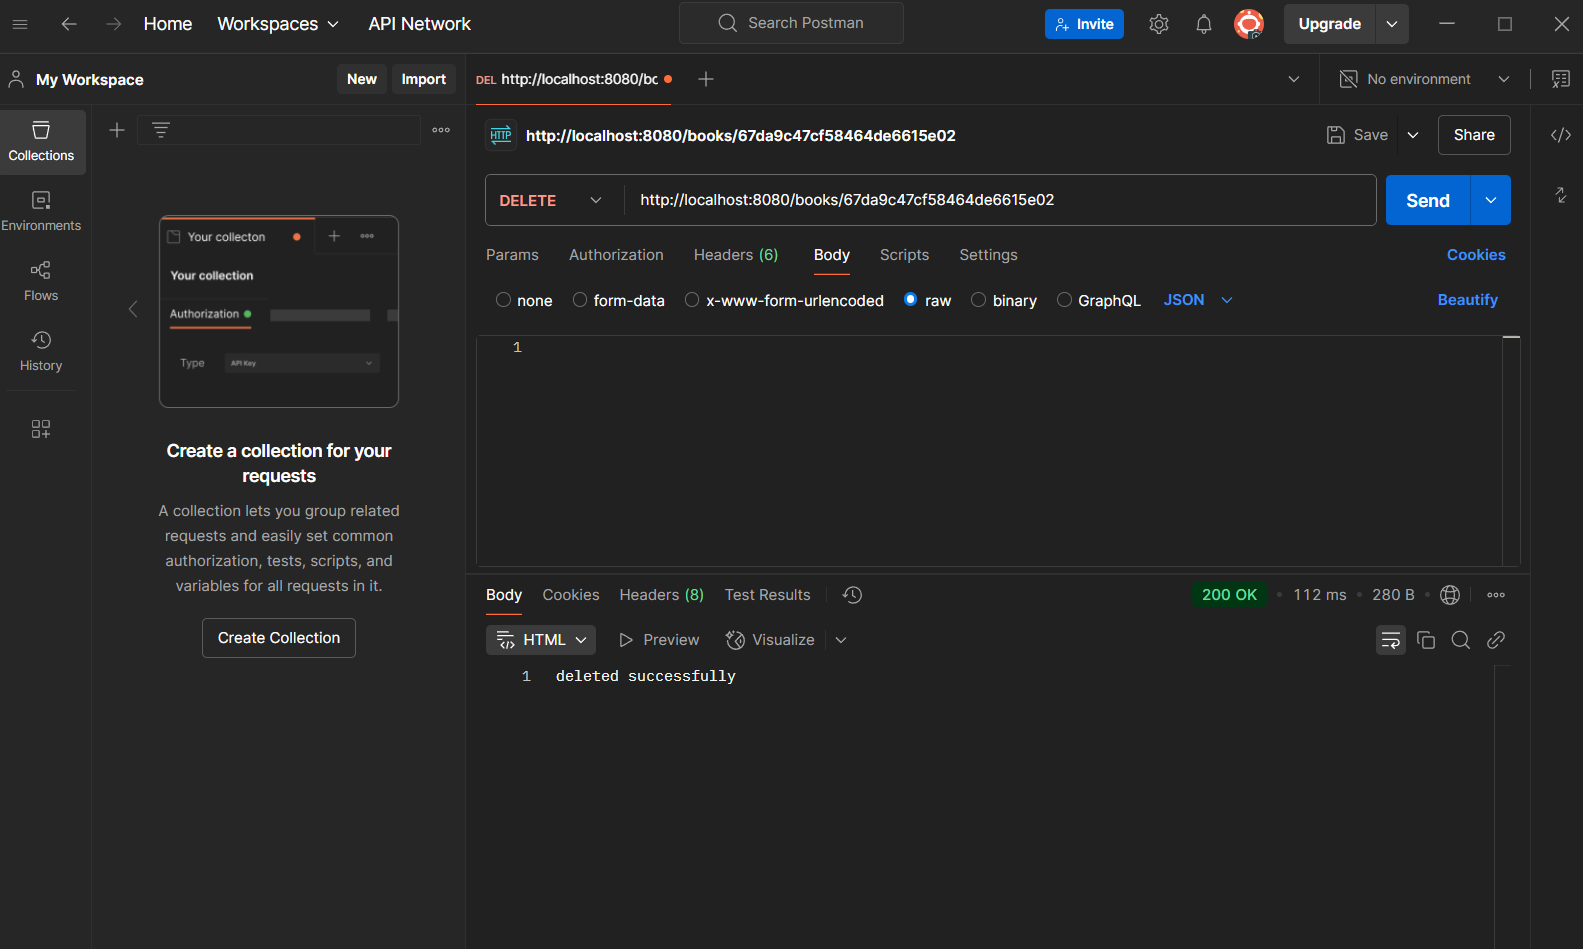 Home Workspaces API Network Search Postman Invite Upgrade
My Workspace New Import DEL http://localhost:8080/bc No environment
Collections
Environments
Flows
History
Your collecton
Your collection
Authorization
Type API Key
Create a collection for your
requests
A collection lets you group related
requests and easily set common
authorization, tests, scripts, and
variables for all requests in it.
Create Collection
HTTP http://localhost:8080/books/67da9c47cf58464de6615e02 Save Share
DELETE http://localhost:8080/books/67da9c47cf58464de6615e02 Send
Params Authorization Headers (6) Body Scripts Settings Cookies
none form-data x-www-form-urlencoded raw binary GraphQL JSON Beautify
1
Body Cookies Headers (8) Test Results 200 OK • 112 ms • 280 B •
HTML Preview Visualize
1 deleted successfully